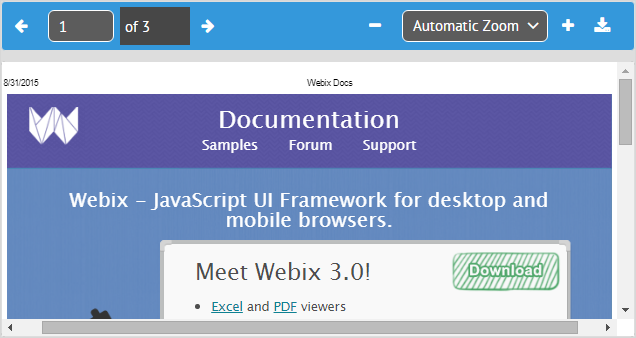 1 of 3 Automatic Zoom
8/31/2015 Webix Docs
Documentation
Samples Forum Support
Webix – JavaScript UI Framework for desktop and
mobile browsers.
Meet Webix 3.0!
Download
Excel and PDF viewers